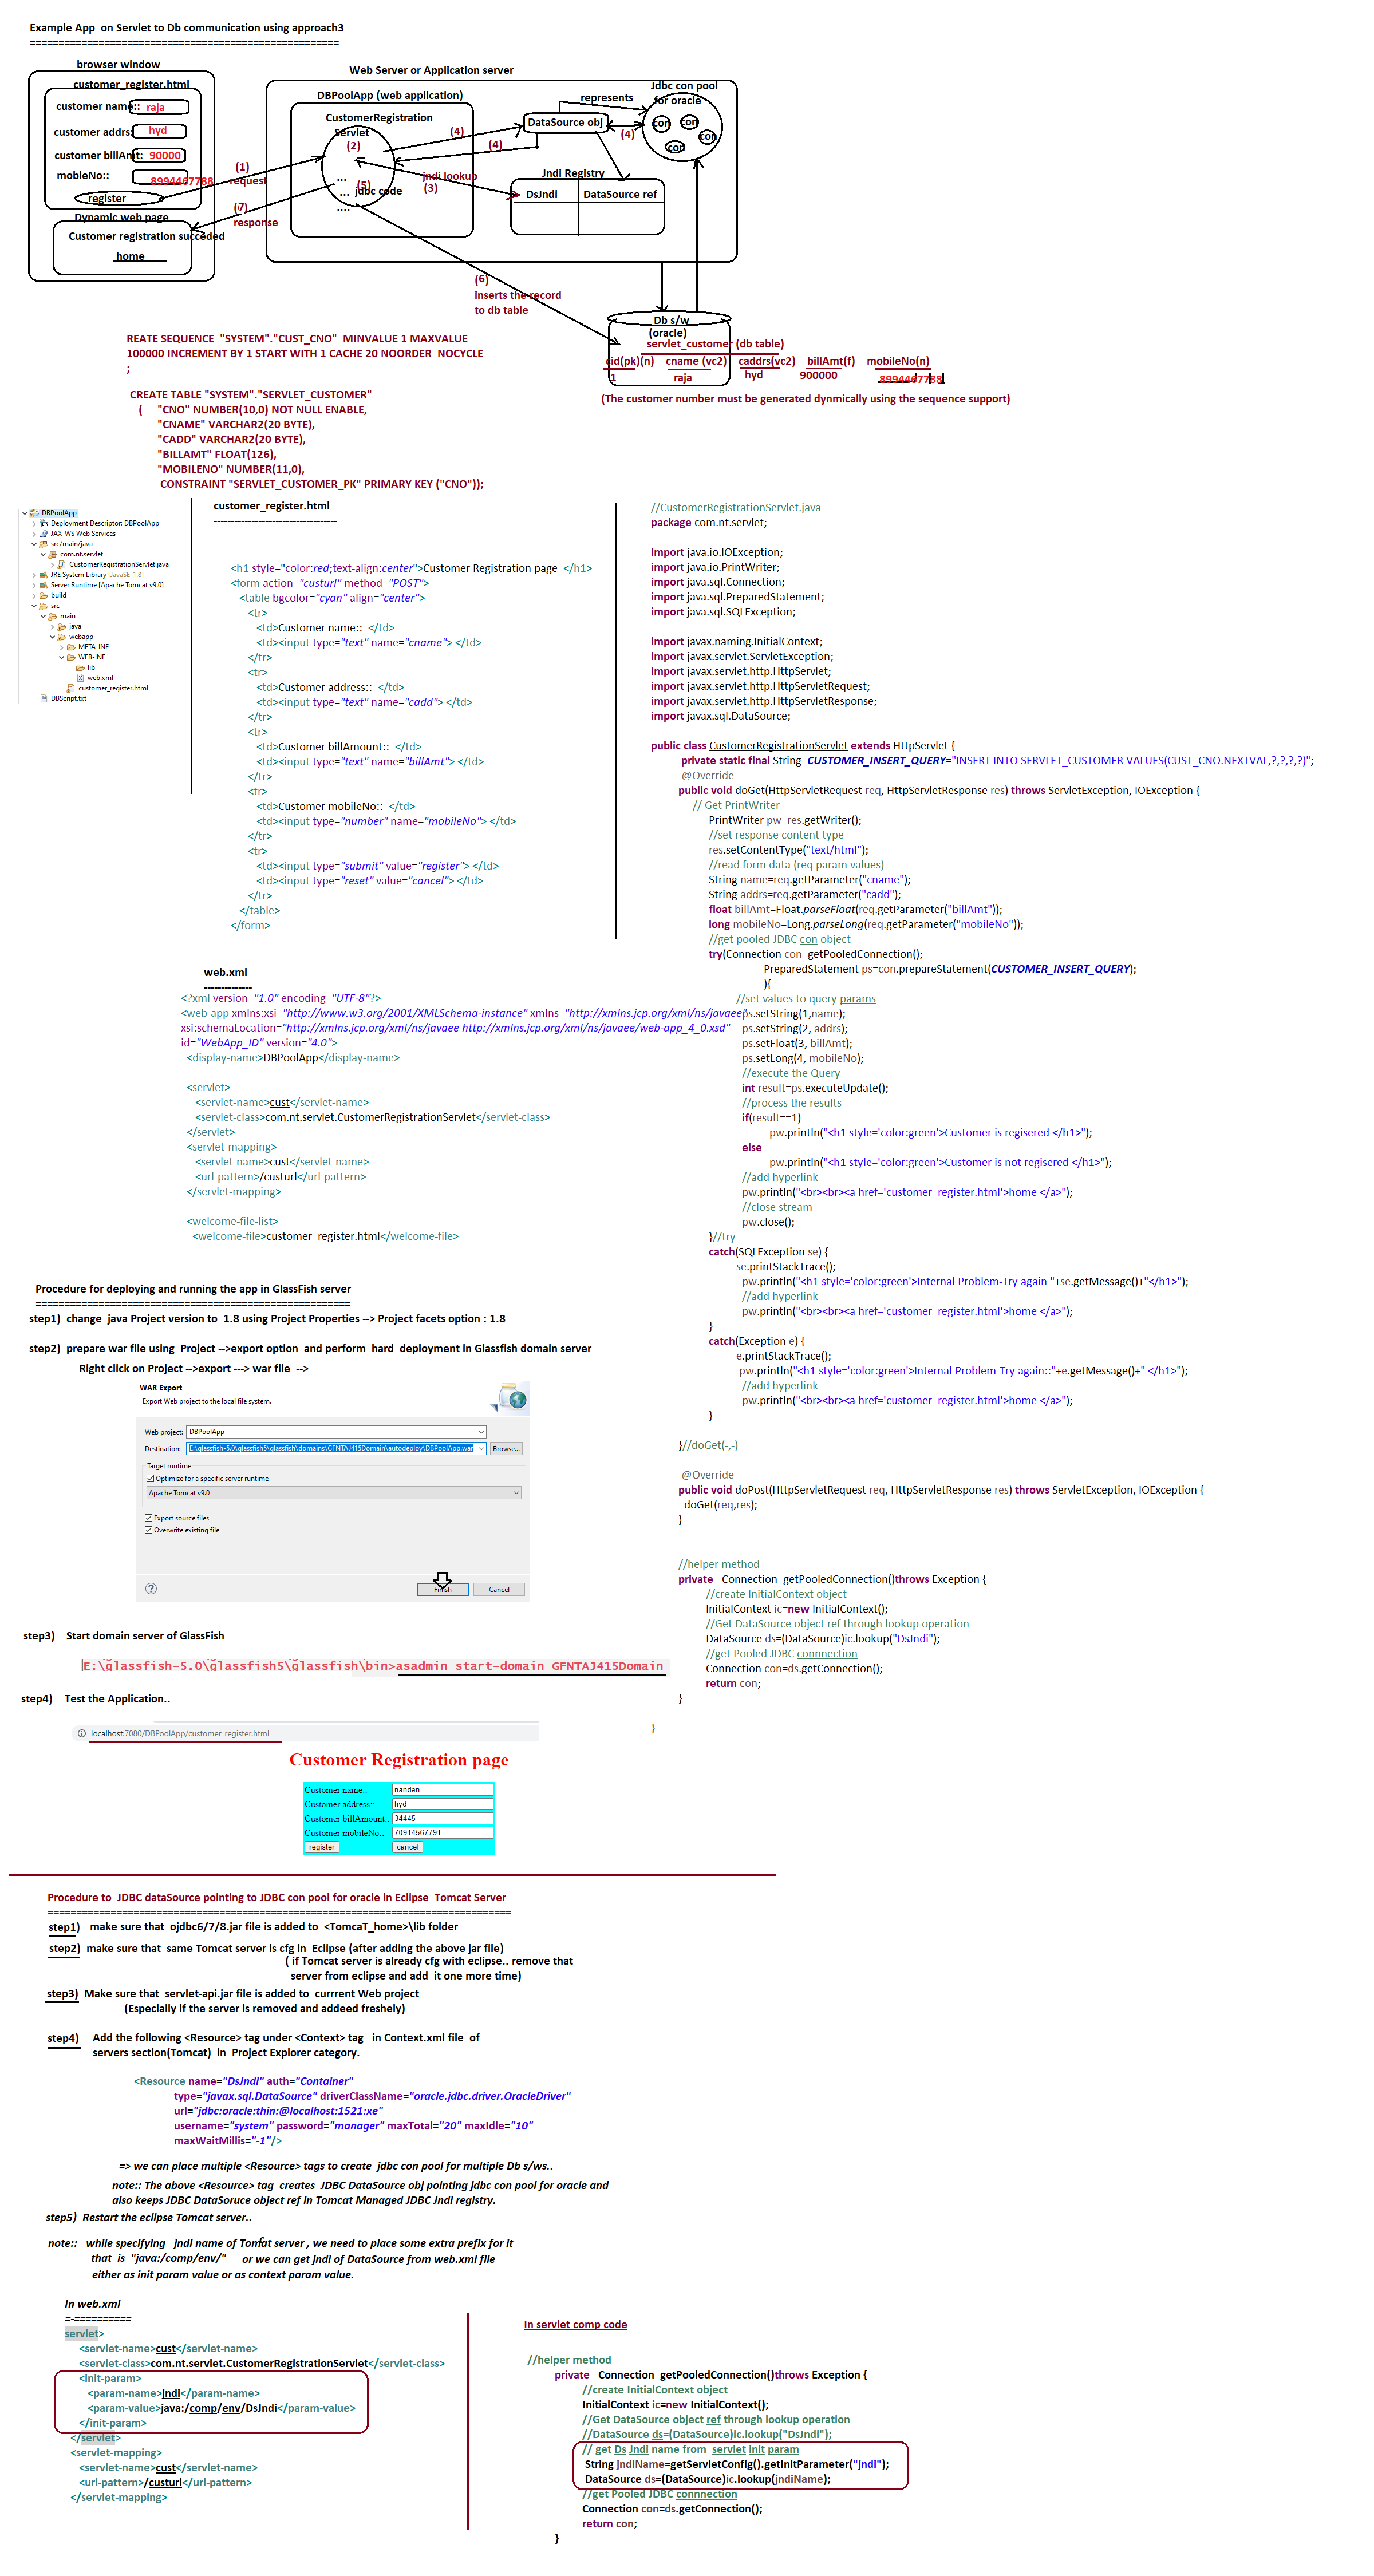 Example App  on Servlet to Db communication using approach3
======================================================
browser window
customer_register.html
customer name:: raja
customer addrs: hyd
customer billAmt: 90000
mobleNo:: 8994467788
register
Dynamic web page
Customer registration succeded
home
(1)
request
(7)
response
Web Server or Application server
DBPoolApp (web application)
CustomerRegistration
Servlet
(2)
...
(5)
... jdbc code
....
(4)
(4)
jndi lookup
(3)
represents
DataSource obj
(4)
Jdbc con pool
for oracle
con
con
con
con
Jndi Registry
DsJndi DataSource ref
(6)
inserts the record
to db table
Db s/w
(oracle)
servlet_customer (db table)
cid(pk)(n) cname (vc2) caddrs(vc2) billAmt(f) mobileNo(n)
1 raja hyd 900000 8994467788
(The customer number must be generated dynmically using the sequence support)
REATE SEQUENCE  "SYSTEM"."CUST_CNO"  MINVALUE 1 MAXVALUE
100000 INCREMENT BY 1 START WITH 1 CACHE 20 NOORDER  NOCYCLE
;
CREATE TABLE "SYSTEM"."SERVLET_CUSTOMER"
( "CNO" NUMBER(10,0) NOT NULL ENABLE,
"CNAME" VARCHAR2(20 BYTE),
"CADD" VARCHAR2(20 BYTE),
"BILLAMT" FLOAT(126),
"MOBILENO" NUMBER(11,0),
CONSTRAINT "SERVLET_CUSTOMER_PK" PRIMARY KEY ("CNO"));
DBPoolApp
Deployment Descriptor: DBPoolApp
JAX-WS Web Services
src/main/java
com.nt.servlet
CustomerRegistrationServlet.java
JRE System Library [JavaSE-1.8]
Server Runtime [Apache Tomcat v9.0]
build
src
main
java
webapp
META-INF
WEB-INF
lib
web.xml
customer_register.html
DBScript.txt
customer_register.html
------------------------------------
<h1 style="color:red;text-align:center">Customer Registration page  </h1>
<form action="custurl" method="POST">
<table bgcolor="cyan" align="center">
<tr>
<td>Customer name::  </td>
<td><input type="text" name="cname"> </td>
</tr>
<tr>
<td>Customer address::  </td>
<td><input type="text" name="cadd"> </td>
</tr>
<tr>
<td>Customer billAmount::  </td>
<td><input type="text" name="billAmt"> </td>
</tr>
<tr>
<td>Customer mobileNo::  </td>
<td><input type="number" name="mobileNo"> </td>
</tr>
<tr>
<td><input type="submit" value="register"> </td>
<td><input type="reset" value="cancel"> </td>
</tr>
</table>
</form>
web.xml
--------------
<?xml version="1.0" encoding="UTF-8"?>
<web-app xmlns:xsi="http://www.w3.org/2001/XMLSchema-instance" xmlns="http://xmlns.jcp.org/xml/ns/javaee"
xsi:schemaLocation="http://xmlns.jcp.org/xml/ns/javaee http://xmlns.jcp.org/xml/ns/javaee/web-app_4_0.xsd"
id="WebApp_ID" version="4.0">
<display-name>DBPoolApp</display-name>
<servlet>
<servlet-name>cust</servlet-name>
<servlet-class>com.nt.servlet.CustomerRegistrationServlet</servlet-class>
</servlet>
<servlet-mapping>
<servlet-name>cust</servlet-name>
<url-pattern>/custurl</url-pattern>
</servlet-mapping>
<welcome-file-list>
<welcome-file>customer_register.html</welcome-file>
//CustomerRegistrationServlet.java
package com.nt.servlet;
import java.io.IOException;
import java.io.PrintWriter;
import java.sql.Connection;
import java.sql.PreparedStatement;
import java.sql.SQLException;
import javax.naming.InitialContext;
import javax.servlet.ServletException;
import javax.servlet.http.HttpServlet;
import javax.servlet.http.HttpServletRequest;
import javax.servlet.http.HttpServletResponse;
import javax.sql.DataSource;
public class CustomerRegistrationServlet extends HttpServlet {
private static final String  CUSTOMER_INSERT_QUERY="INSERT INTO SERVLET_CUSTOMER VALUES(CUST_CNO.NEXTVAL,?,?,?,?)";
@Override
public void doGet(HttpServletRequest req, HttpServletResponse res) throws ServletException, IOException {
// Get PrintWriter
PrintWriter pw=res.getWriter();
//set response content type
res.setContentType("text/html");
//read form data (req param values)
String name=req.getParameter("cname");
String addrs=req.getParameter("cadd");
float billAmt=Float.parseFloat(req.getParameter("billAmt"));
long mobileNo=Long.parseLong(req.getParameter("mobileNo"));
//get pooled JDBC con object
try(Connection con=getPooledConnection();
PreparedStatement ps=con.prepareStatement(CUSTOMER_INSERT_QUERY);
){
//set values to query params
ps.setString(1,name);
ps.setString(2, addrs);
ps.setFloat(3, billAmt);
ps.setLong(4, mobileNo);
//execute the Query
int result=ps.executeUpdate();
//process the results
if(result==1)
pw.println("<h1 style='color:green'>Customer is regisered </h1>");
else
pw.println("<h1 style='color:green'>Customer is not regisered </h1>");
//add hyperlink
pw.println("<br><br><a href='customer_register.html'>home </a>");
//close stream
pw.close();
}//try
catch(SQLException se) {
se.printStackTrace();
pw.println("<h1 style='color:green'>Internal Problem-Try again "+se.getMessage()+"</h1>");
//add hyperlink
pw.println("<br><br><a href='customer_register.html'>home </a>");
}
catch(Exception e) {
e.printStackTrace();
pw.println("<h1 style='color:green'>Internal Problem-Try again::"+e.getMessage()+" </h1>");
//add hyperlink
pw.println("<br><br><a href='customer_register.html'>home </a>");
}
}//doGet(-,-)
@Override
public void doPost(HttpServletRequest req, HttpServletResponse res) throws ServletException, IOException {
doGet(req,res);
}
//helper method
private   Connection  getPooledConnection()throws Exception {
//create InitialContext object
InitialContext ic=new InitialContext();
//Get DataSource object ref through lookup operation
DataSource ds=(DataSource)ic.lookup("DsJndi");
//get Pooled JDBC connnection
Connection con=ds.getConnection();
return con;
}
}
Procedure for deploying and running the app in GlassFish server
=======================================================
step1)  change  java Project version to  1.8 using Project Properties --> Project facets option : 1.8
step2)  prepare war file using  Project -->export option  and perform  hard  deployment in Glassfish domain server
Right click on Project -->export ---> war file  -->
WAR Export
Export Web project to the local file system.
Web project: DBPoolApp
Destination: E:\glassfish-5.0\glassfish5\glassfish\domains\GFNTAJ415Domain\autodeploy\DBPoolApp.war Browse...
Target runtime
Optimize for a specific server runtime
Apache Tomcat v9.0
Export source files
Overwrite existing file
? Finish Cancel
step3)    Start domain server of GlassFish
E:\glassfish-5.0\glassfish5\glassfish\bin>asadmin start-domain GFNTAJ415Domain
step4)    Test the Application..
localhost:7080/DBPoolApp/customer_register.html
Customer Registration page
Customer name:: nandan
Customer address:: hyd
Customer billAmount:: 34445
Customer mobileNo:: 70914567791
register cancel
Procedure to  JDBC dataSource pointing to JDBC con pool for oracle in Eclipse  Tomcat Server
=================================================================================
step1)   make sure that  ojdbc6/7/8.jar file is added to  <TomcaT_home>\lib folder
step2)  make sure that  same Tomcat server is cfg in  Eclipse (after adding the above jar file)
( if Tomcat server is already cfg with eclipse.. remove that
server from eclipse and add  it one more time)
step3)  Make sure that  servlet-api.jar file is added to  currrent Web project
(Especially if the server is removed and addeed freshely)
step4)    Add the following <Resource> tag under <Context> tag   in Context.xml file  of
servers section(Tomcat)  in  Project Explorer category.
<Resource name="DsJndi" auth="Container"
type="javax.sql.DataSource" driverClassName="oracle.jdbc.driver.OracleDriver"
url="jdbc:oracle:thin:@localhost:1521:xe"
username="system" password="manager" maxTotal="20" maxIdle="10"
maxWaitMillis="-1"/>
=> we can place multiple <Resource> tags to create  jdbc con pool for multiple Db s/ws..
note:: The above <Resource> tag  creates  JDBC DataSource obj pointing jdbc con pool for oracle and
also keeps JDBC DataSoruce object ref in Tomcat Managed JDBC Jndi registry.
step5)  Restart the eclipse Tomcat server..
note::   while specifying   jndi name of Tomcat server , we need to place some extra prefix for it
that  is  "java:/comp/env/"     or we can get jndi of DataSource from web.xml file
either as init param value or as context param value.
In web.xml
=-==========
servlet>
<servlet-name>cust</servlet-name>
<servlet-class>com.nt.servlet.CustomerRegistrationServlet</servlet-class>
<init-param>
<param-name>jndi</param-name>
<param-value>java:/comp/env/DsJndi</param-value>
</init-param>
</servlet>
<servlet-mapping>
<servlet-name>cust</servlet-name>
<url-pattern>/custurl</url-pattern>
</servlet-mapping>
In servlet comp code
//helper method
private   Connection  getPooledConnection()throws Exception {
//create InitialContext object
InitialContext ic=new InitialContext();
//Get DataSource object ref through lookup operation
//DataSource ds=(DataSource)ic.lookup("DsJndi");
// get Ds Jndi name from  servlet init param
String jndiName=getServletConfig().getInitParameter("jndi");
DataSource ds=(DataSource)ic.lookup(jndiName);
//get Pooled JDBC connnection
Connection con=ds.getConnection();
return con;
}